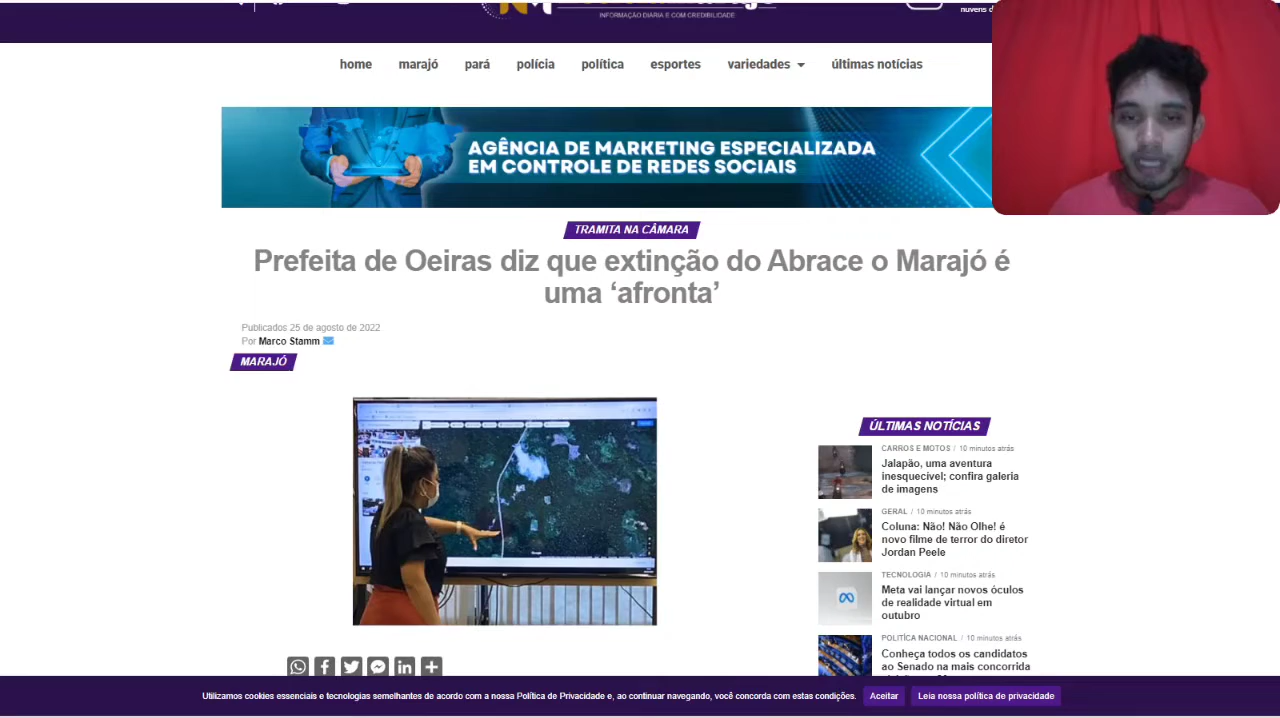 INFORMAÇÃO DIARIA E COM CREDIBILIDADE
home marajó pará polícia política esportes variedades últimas notícias
AGÊNCIA DE MARKETING ESPECIALIZADA
EM CONTROLE DE REDES SOCIAIS
TRAMITA NA CÂMARA
Prefeita de Oeiras diz que extinção do Abrace o Marajó é
uma ‘afronta’
Publicados 25 de agosto de 2022
Por Marco Stamm
MARAJÓ
ÚLTIMAS NOTÍCIAS
CARROS E MOTOS / 10 minutos atrás
Jalapão, uma aventura
inesquecível; confira galeria
de imagens
GERAL / 10 minutos atrás
Coluna: Não! Não Olhe! é
novo filme de terror do diretor
Jordan Peele
TECNOLOGIA / 10 minutos atrás
Meta vai lançar novos óculos
de realidade virtual em
outubro
POLITÍCA NACIONAL / 10 minutos atrás
Conheça todos os candidatos
ao Senado na mais concorrida
Utilizamos cookies essenciais e tecnologias semelhantes de acordo com a nossa Política de Privacidade e, ao continuar navegando, você concorda com estas condições. Aceitar Leia nossa política de privacidade